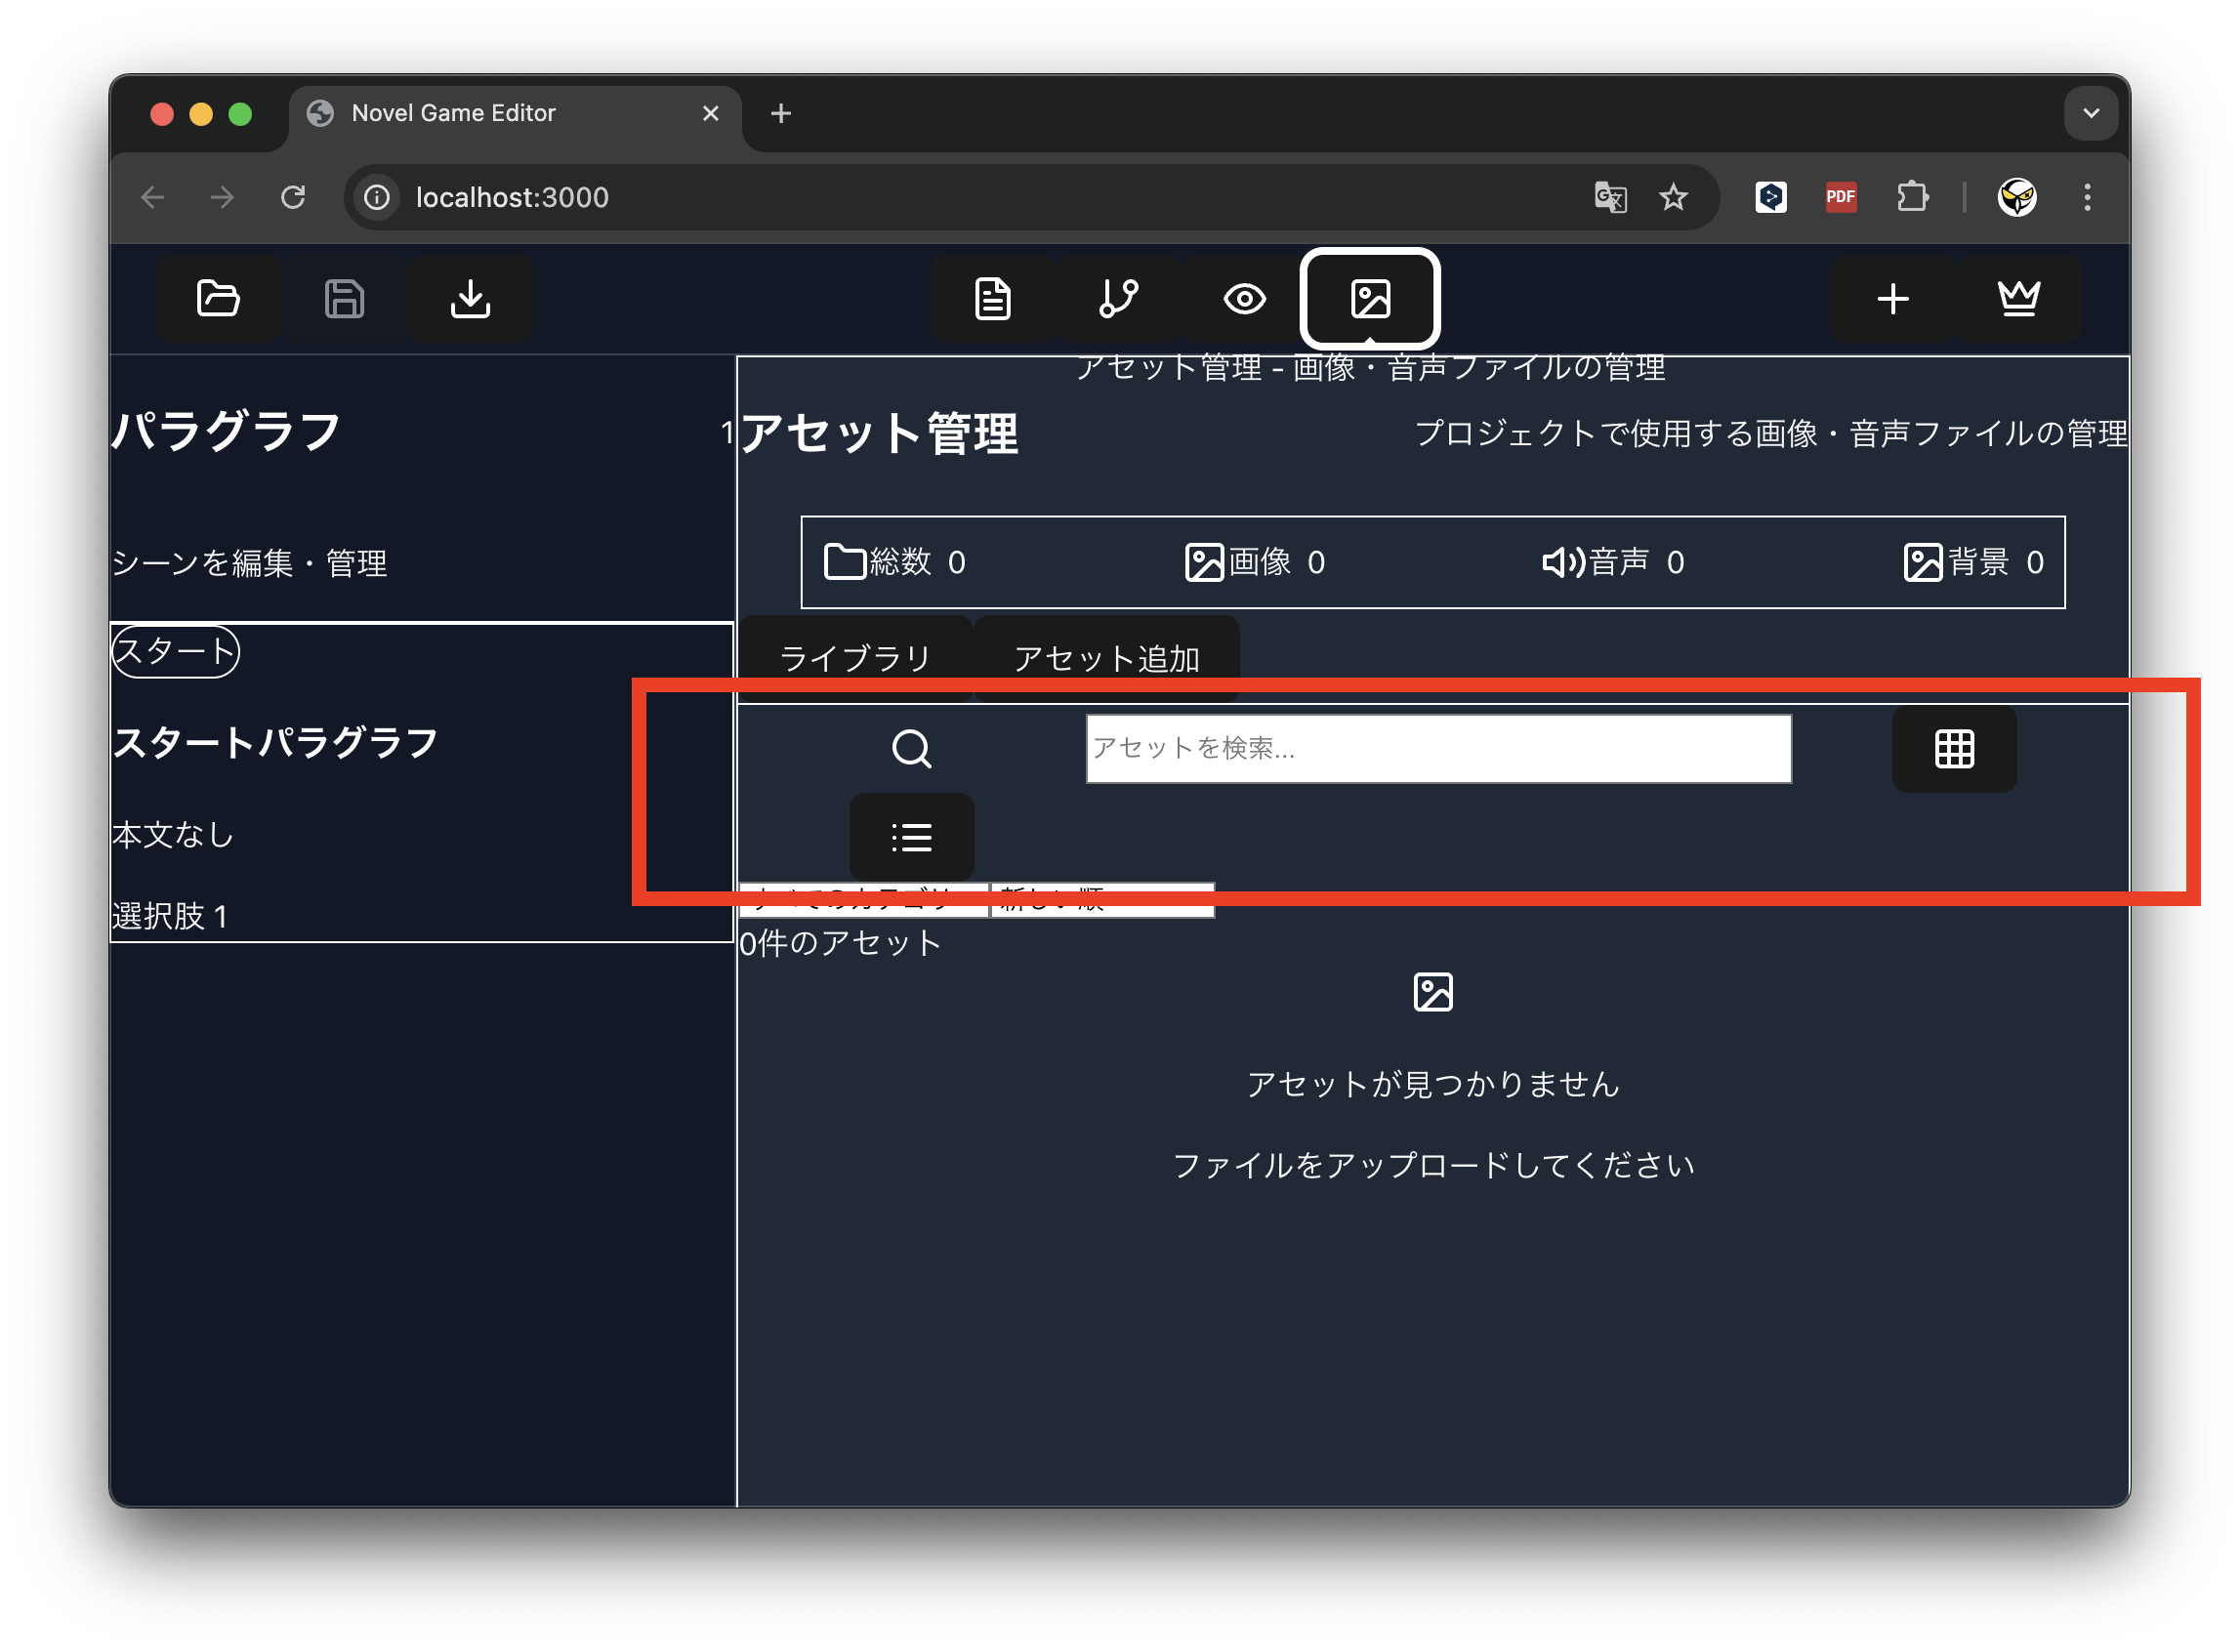 Novel Game Editor
localhost:3000
PDF
アセット管理 - 画像・音声ファイルの管理
パラグラフ 1
アセット管理 プロジェクトで使用する画像・音声ファイルの管理
シーンを編集・管理
総数 0 画像 0 音声 0 背景 0
スタート
ライブラリ アセット追加
スタートパラグラフ
アセットを検索...
本文なし
選択肢 1
新しい順
0件のアセット
アセットが見つかりません
ファイルをアップロードしてください